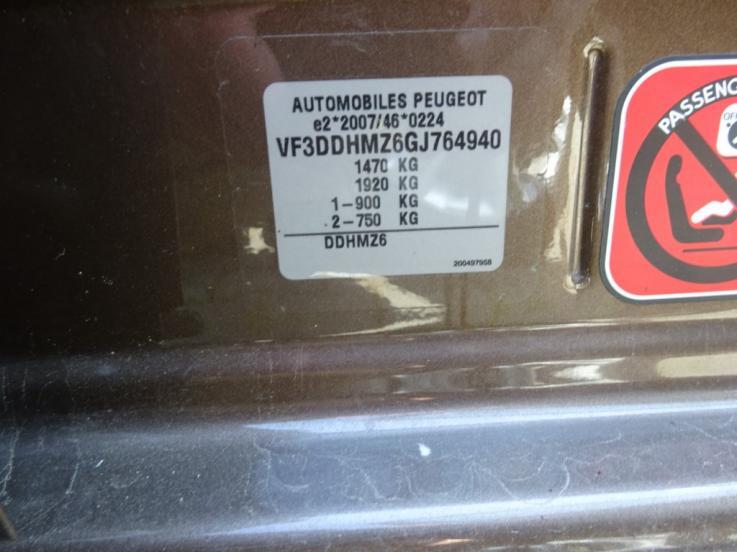 AUTOMOBILES PEUGEOT
e2*2007/46*0224
VF3DDHMZ6GJ764940
1470 KG
1920 KG
1-900 KG
2-750 KG
DDHMZ6
200497958